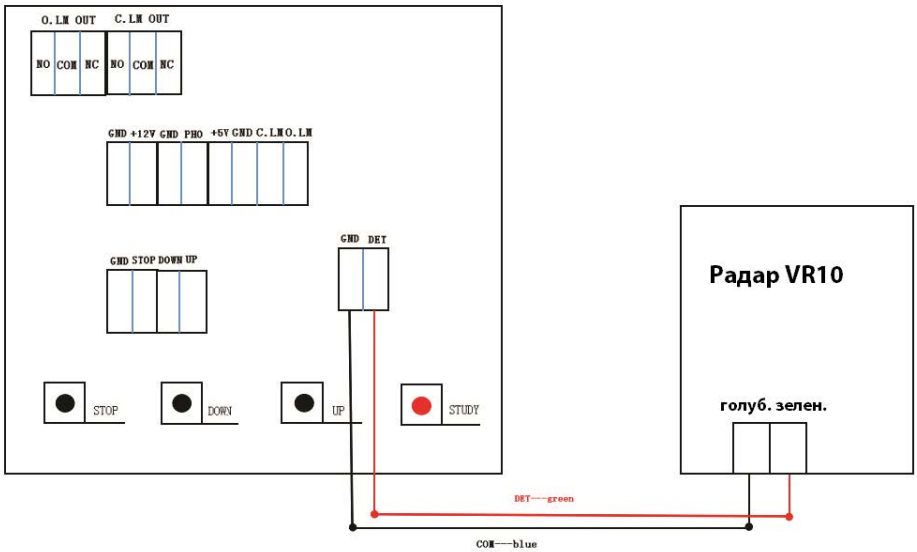 O.LM OUT C.LM OUT
NO COM NC NO COM NC
GND +12V GND PHO +5V GND C.LM O.LM
GND DET
GND STOP DOWN UP
Радар VR10
STOP DOWN UP STUDY
голуб. зелен.
DET---green
COM---blue